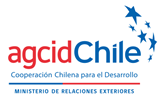 agcidChile
Cooperación Chilena para el Desarrollo
MINISTERIO DE RELACIONES EXTERIORES